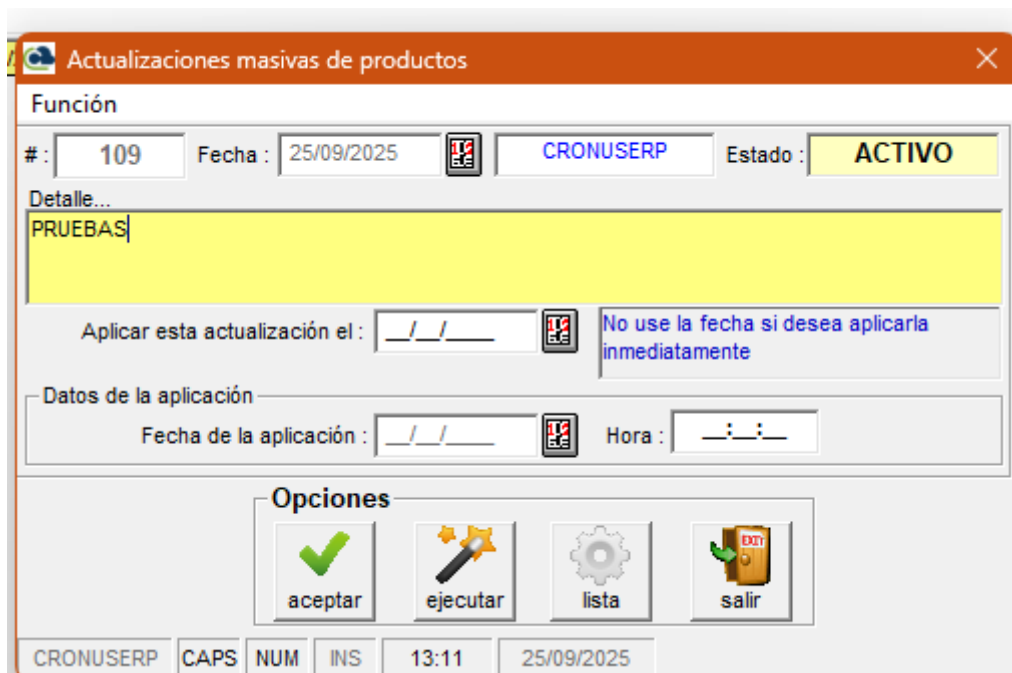 Actualizaciones masivas de productos
Función
# : 109 Fecha : 25/09/2025 CRONUSERP Estado : ACTIVO
Detalle...
PRUEBAS
Aplicar esta actualización el : __/__/____ No use la fecha si desea aplicarla
inmediatamente
Datos de la aplicación
Fecha de la aplicación : __/__/____ Hora : __:__:__
Opciones
aceptar ejecutar lista salir
CRONUSERP CAPS NUM INS 13:11 25/09/2025